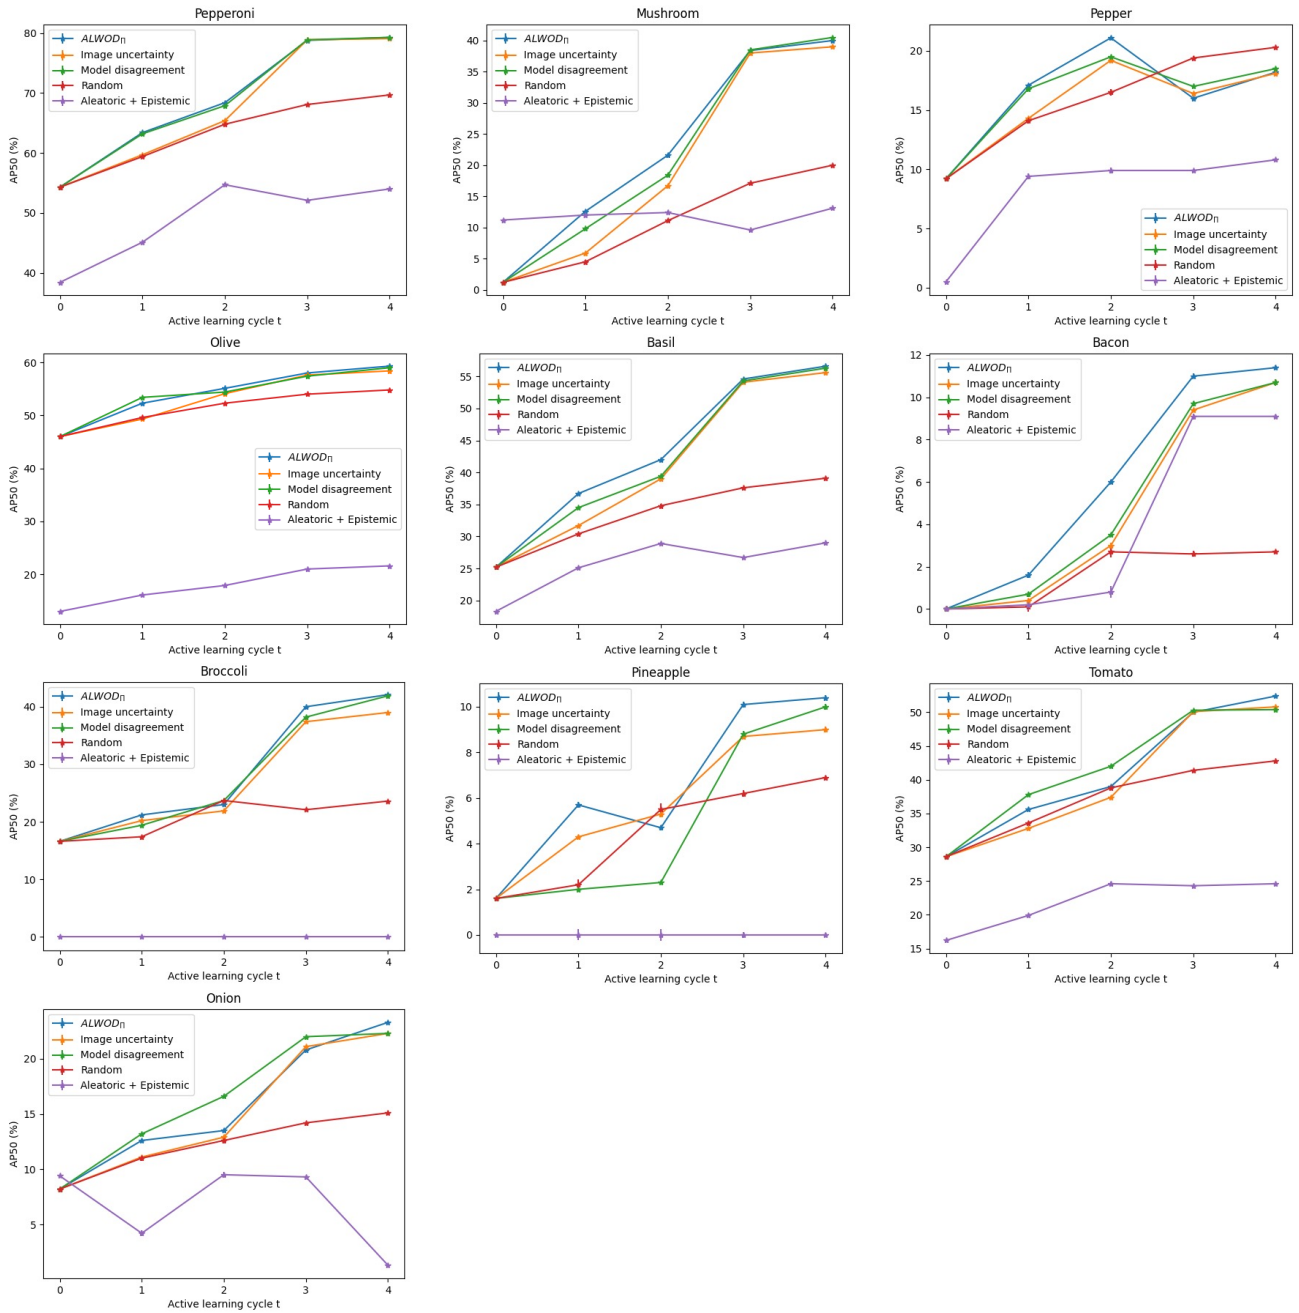 Pepperoni
80
70
60
50
40
AP50 (%)
ALWOD∏
Image uncertainty
Model disagreement
Random
Aleatoric + Epistemic
0 1 2 3 4
Active learning cycle t
Mushroom
40
35
30
25
20
15
10
5
0
AP50 (%)
ALWOD∏
Image uncertainty
Model disagreement
Random
Aleatoric + Epistemic
0 1 2 3 4
Active learning cycle t
Pepper
20
15
10
5
0
AP50 (%)
ALWOD∏
Image uncertainty
Model disagreement
Random
Aleatoric + Epistemic
0 1 2 3 4
Active learning cycle t
Olive
60
50
40
30
20
AP50 (%)
ALWOD∏
Image uncertainty
Model disagreement
Random
Aleatoric + Epistemic
0 1 2 3 4
Active learning cycle t
Basil
55
50
45
40
35
30
25
20
AP50 (%)
ALWOD∏
Image uncertainty
Model disagreement
Random
Aleatoric + Epistemic
0 1 2 3 4
Active learning cycle t
Bacon
12
10
8
6
4
2
0
AP50 (%)
ALWOD∏
Image uncertainty
Model disagreement
Random
Aleatoric + Epistemic
0 1 2 3 4
Active learning cycle t
Broccoli
40
30
20
10
0
AP50 (%)
ALWOD∏
Image uncertainty
Model disagreement
Random
Aleatoric + Epistemic
0 1 2 3 4
Active learning cycle t
Pineapple
10
8
6
4
2
0
AP50 (%)
ALWOD∏
Image uncertainty
Model disagreement
Random
Aleatoric + Epistemic
0 1 2 3 4
Active learning cycle t
Tomato
50
45
40
35
30
25
20
15
AP50 (%)
ALWOD∏
Image uncertainty
Model disagreement
Random
Aleatoric + Epistemic
0 1 2 3 4
Active learning cycle t
Onion
20
15
10
5
AP50 (%)
ALWOD∏
Image uncertainty
Model disagreement
Random
Aleatoric + Epistemic
0 1 2 3 4
Active learning cycle t